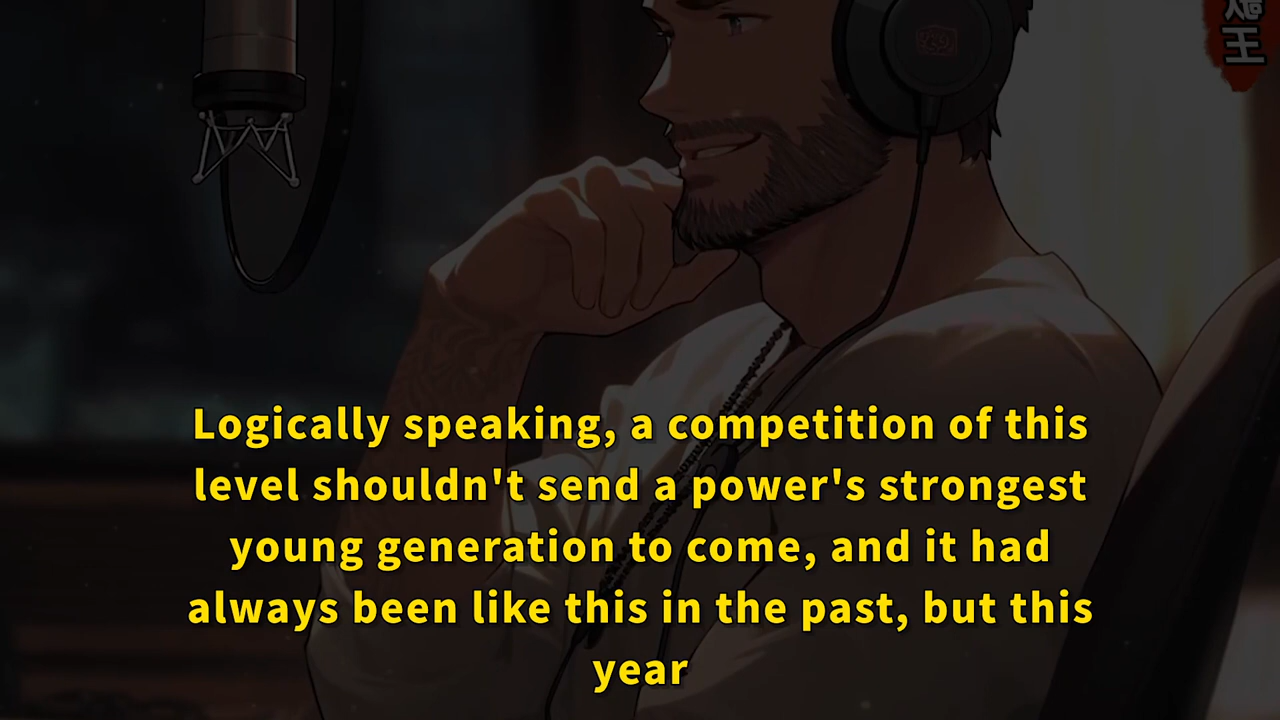 王
Logically speaking, a competition of this
level shouldn't send a power's strongest
young generation to come, and it had
always been like this in the past, but this
year